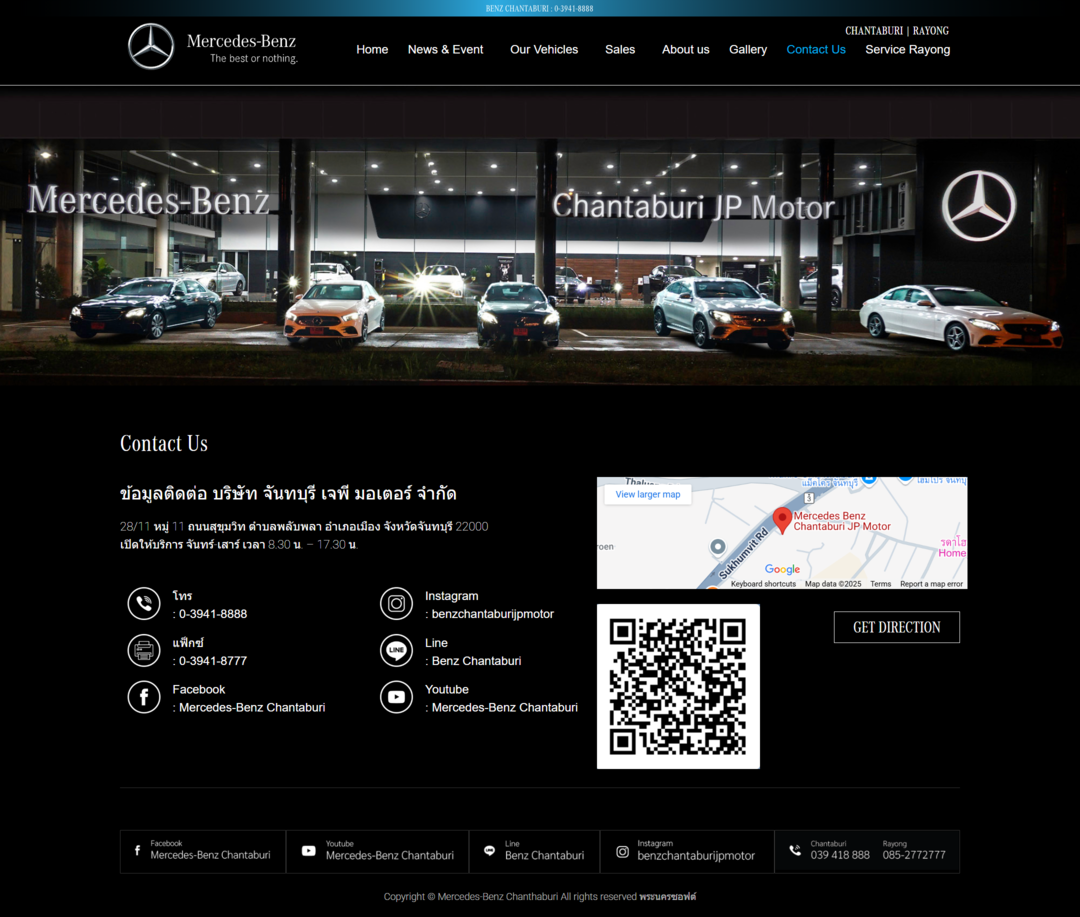 BENZ CHANTABURI : 0-3941-8888
Mercedes-Benz
The best or nothing.
CHANTABURI | RAYONG
Home News & Event Our Vehicles Sales About us Gallery Contact Us Service Rayong
Mercedes-Benz
Chantaburi JP Motor
Contact Us
ข้อมูลติดต่อ บริษัท จันทบุรี เจพี มอเตอร์ จำกัด
28/11 หมู่ 11 ถนนสุขุมวิท ตำบลพลับพลา อำเภอเมือง จังหวัดจันทบุรี 22000
เปิดให้บริการ จันทร์-เสาร์ เวลา 8.30 น. – 17.30 น.
โทร
: 0-3941-8888
แฟ็กซ์
: 0-3941-8777
Facebook
: Mercedes-Benz Chantaburi
Instagram
: benzchantaburijpmotor
LINE
Line
: Benz Chantaburi
Youtube
: Mercedes-Benz Chantaburi
View larger map
Mercedes Benz
Chantaburi JP Motor
Sukhumvit Rd
Home
Google
Keyboard shortcuts Map data ©2025 Terms Report a map error
GET DIRECTION
Facebook
Mercedes-Benz Chantaburi
Youtube
Mercedes-Benz Chantaburi
Line
Benz Chantaburi
Instagram
benzchantaburijpmotor
Chantaburi
039 418 888
Rayong
085-2772777
Copyright © Mercedes-Benz Chanthaburi All rights reserved พระนครซอฟต์